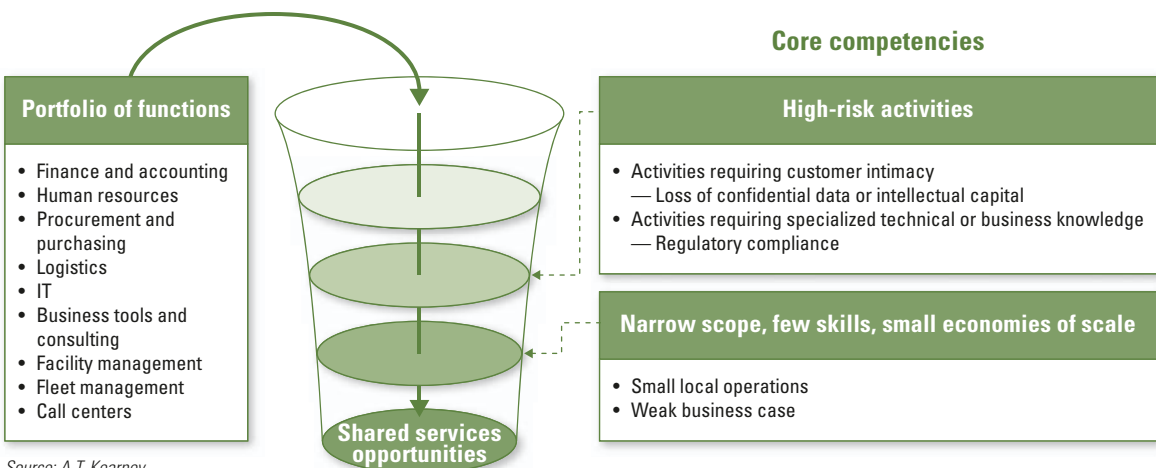 Core competencies
Portfolio of functions
• Finance and accounting
• Human resources
• Procurement and
purchasing
• Logistics
• IT
• Business tools and
consulting
• Facility management
• Fleet management
• Call centers
High-risk activities
• Activities requiring customer intimacy
— Loss of confidential data or intellectual capital
• Activities requiring specialized technical or business knowledge
— Regulatory compliance
Narrow scope, few skills, small economies of scale
• Small local operations
• Weak business case
Shared services
opportunities
Source: A.T. Kearney